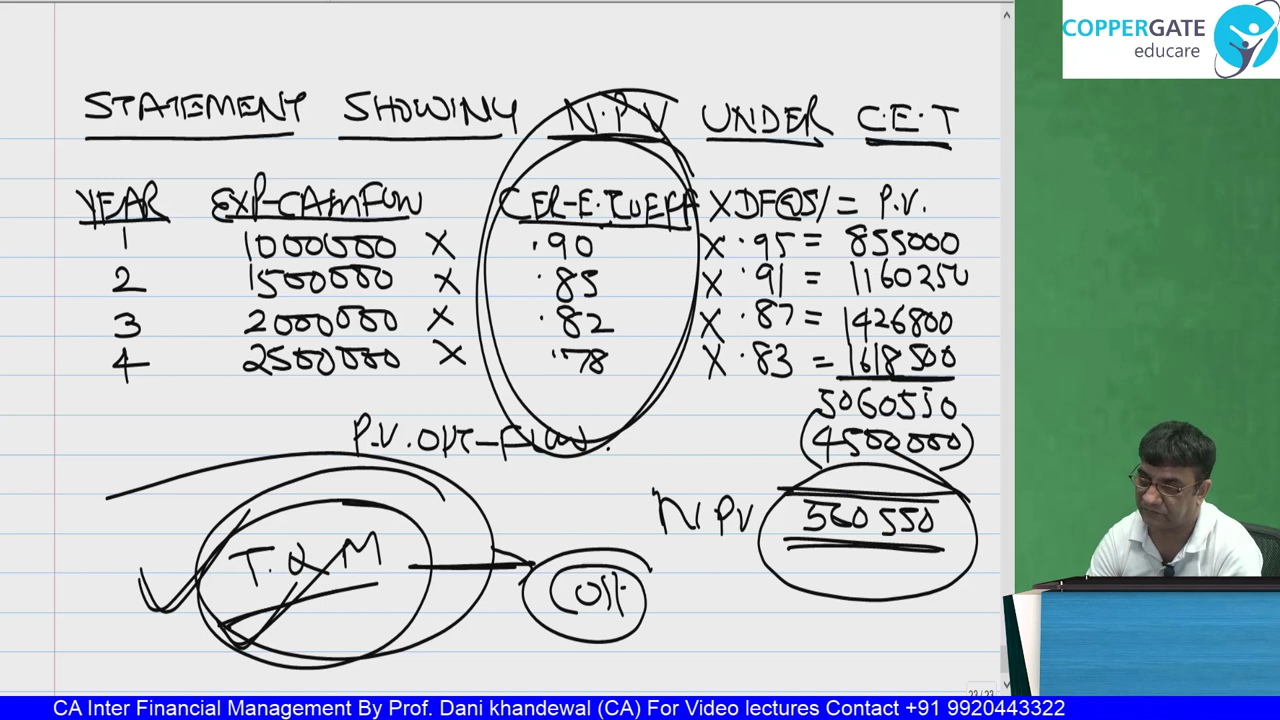 COPPERGATE
educare
STATEMENT SHOWING N.P.V UNDER C.E.T
YEAR EXP-CASHFLOW CER-E.COEFF X DF@5% = P.V.
1 1000000 X .90 X .95 = 855000
2 1500000 X .85 X .91 = 1160250
3 2000000 X .82 X .87 = 1426800
4 2500000 X .78 X .83 = 1618500
5060550
P.V. OUT-FLOW. (4500000)
NPV 560550
T.Q.M
23/23
CA Inter Financial Management By Prof. Dani khandewal (CA) For Video lectures Contact +91 9920443322